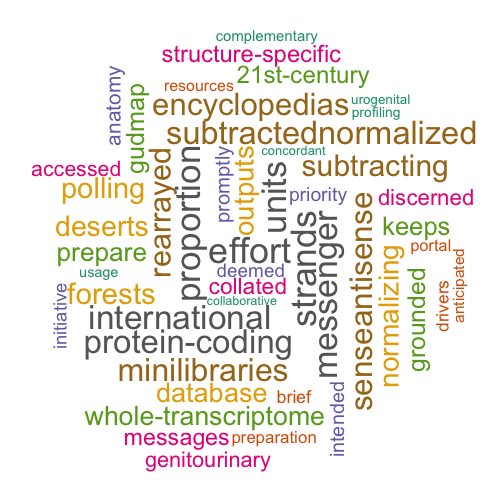 complementary
structure-specific
21st-century
anatomy
gudmap
resources
encyclopedias
urogenital
profiling
subtractednormalized
accessed
polling
rearrayed
proportion
promptly
outputs
concordant
units
subtracting
priority
discerned
deserts
prepare
usage
effort
deemed
collated
collaborative
strands
messenger
senseantisense
keeps
normalizing
portal
grounded
drivers
anticipated
initiative
forests
international
protein-coding
minilibraries
database
brief
intended
whole-transcriptome
messages
preparation
genitourinary